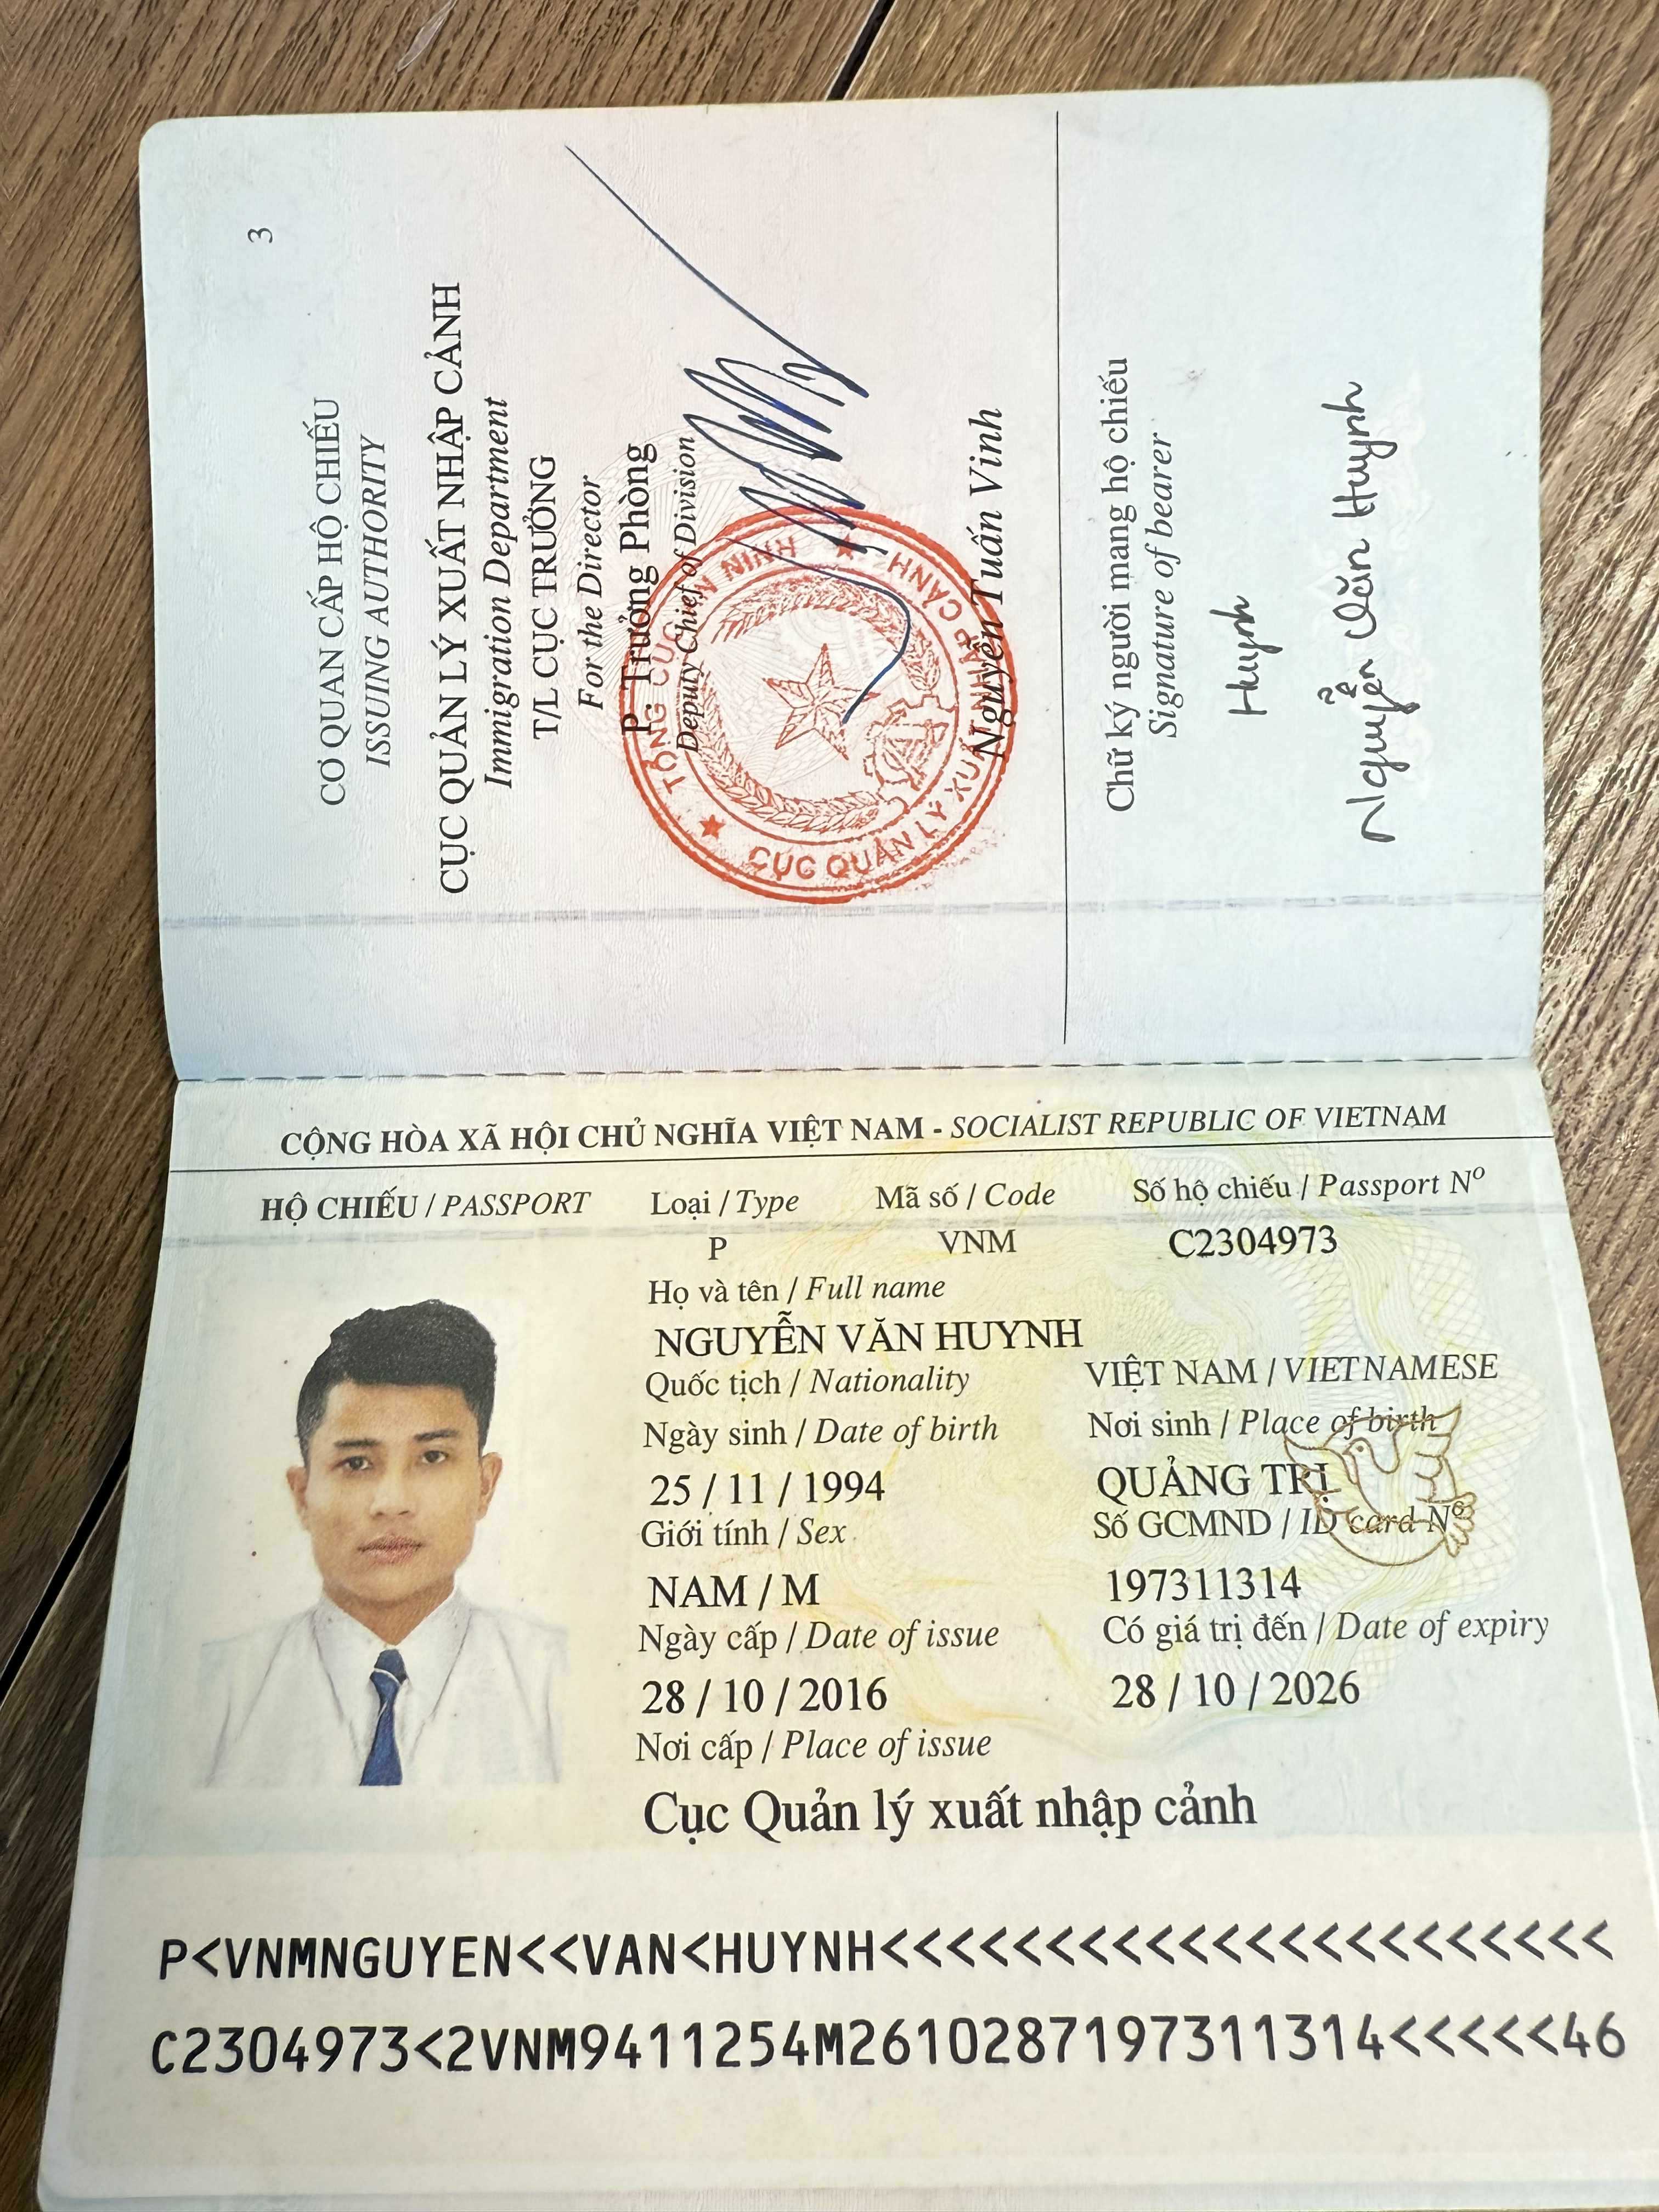 3
CƠ QUAN CẤP HỘ CHIẾU
ISSUING AUTHORITY
CỤC QUẢN LÝ XUẤT NHẬP CẢNH
Immigration Department
T/L CỤC TRƯỞNG
For the Director
P. Trưởng Phòng
Deputy Chief of Division
TỔNG CỤC AN NINH
CỤC QUẢN LÝ XUẤT NHẬP CẢNH
Nguyễn Tuấn Vinh
Chữ ký người mang hộ chiếu
Signature of bearer
Huynh
Nguyễn Văn Huynh
CỘNG HÒA XÃ HỘI CHỦ NGHĨA VIỆT NAM - SOCIALIST REPUBLIC OF VIETNAM
HỘ CHIẾU / PASSPORT Loại / Type Mã số / Code Số hộ chiếu / Passport Nº
P VNM C2304973
Họ và tên / Full name
NGUYỄN VĂN HUYNH
Quốc tịch / Nationality VIỆT NAM / VIETNAMESE
Ngày sinh / Date of birth Nơi sinh / Place of birth
25 / 11 / 1994 QUẢNG TRỊ
Giới tính / Sex Số GCMND / ID card Nº
NAM / M 197311314
Ngày cấp / Date of issue Có giá trị đến / Date of expiry
28 / 10 / 2016 28 / 10 / 2026
Nơi cấp / Place of issue
Cục Quản lý xuất nhập cảnh
P<VNMNGUYEN<<VAN<HUYNH<<<<<<<<<<<<<<<<<<<<<<
C2304973<2VNM9411254M2610287197311314<<<<<46